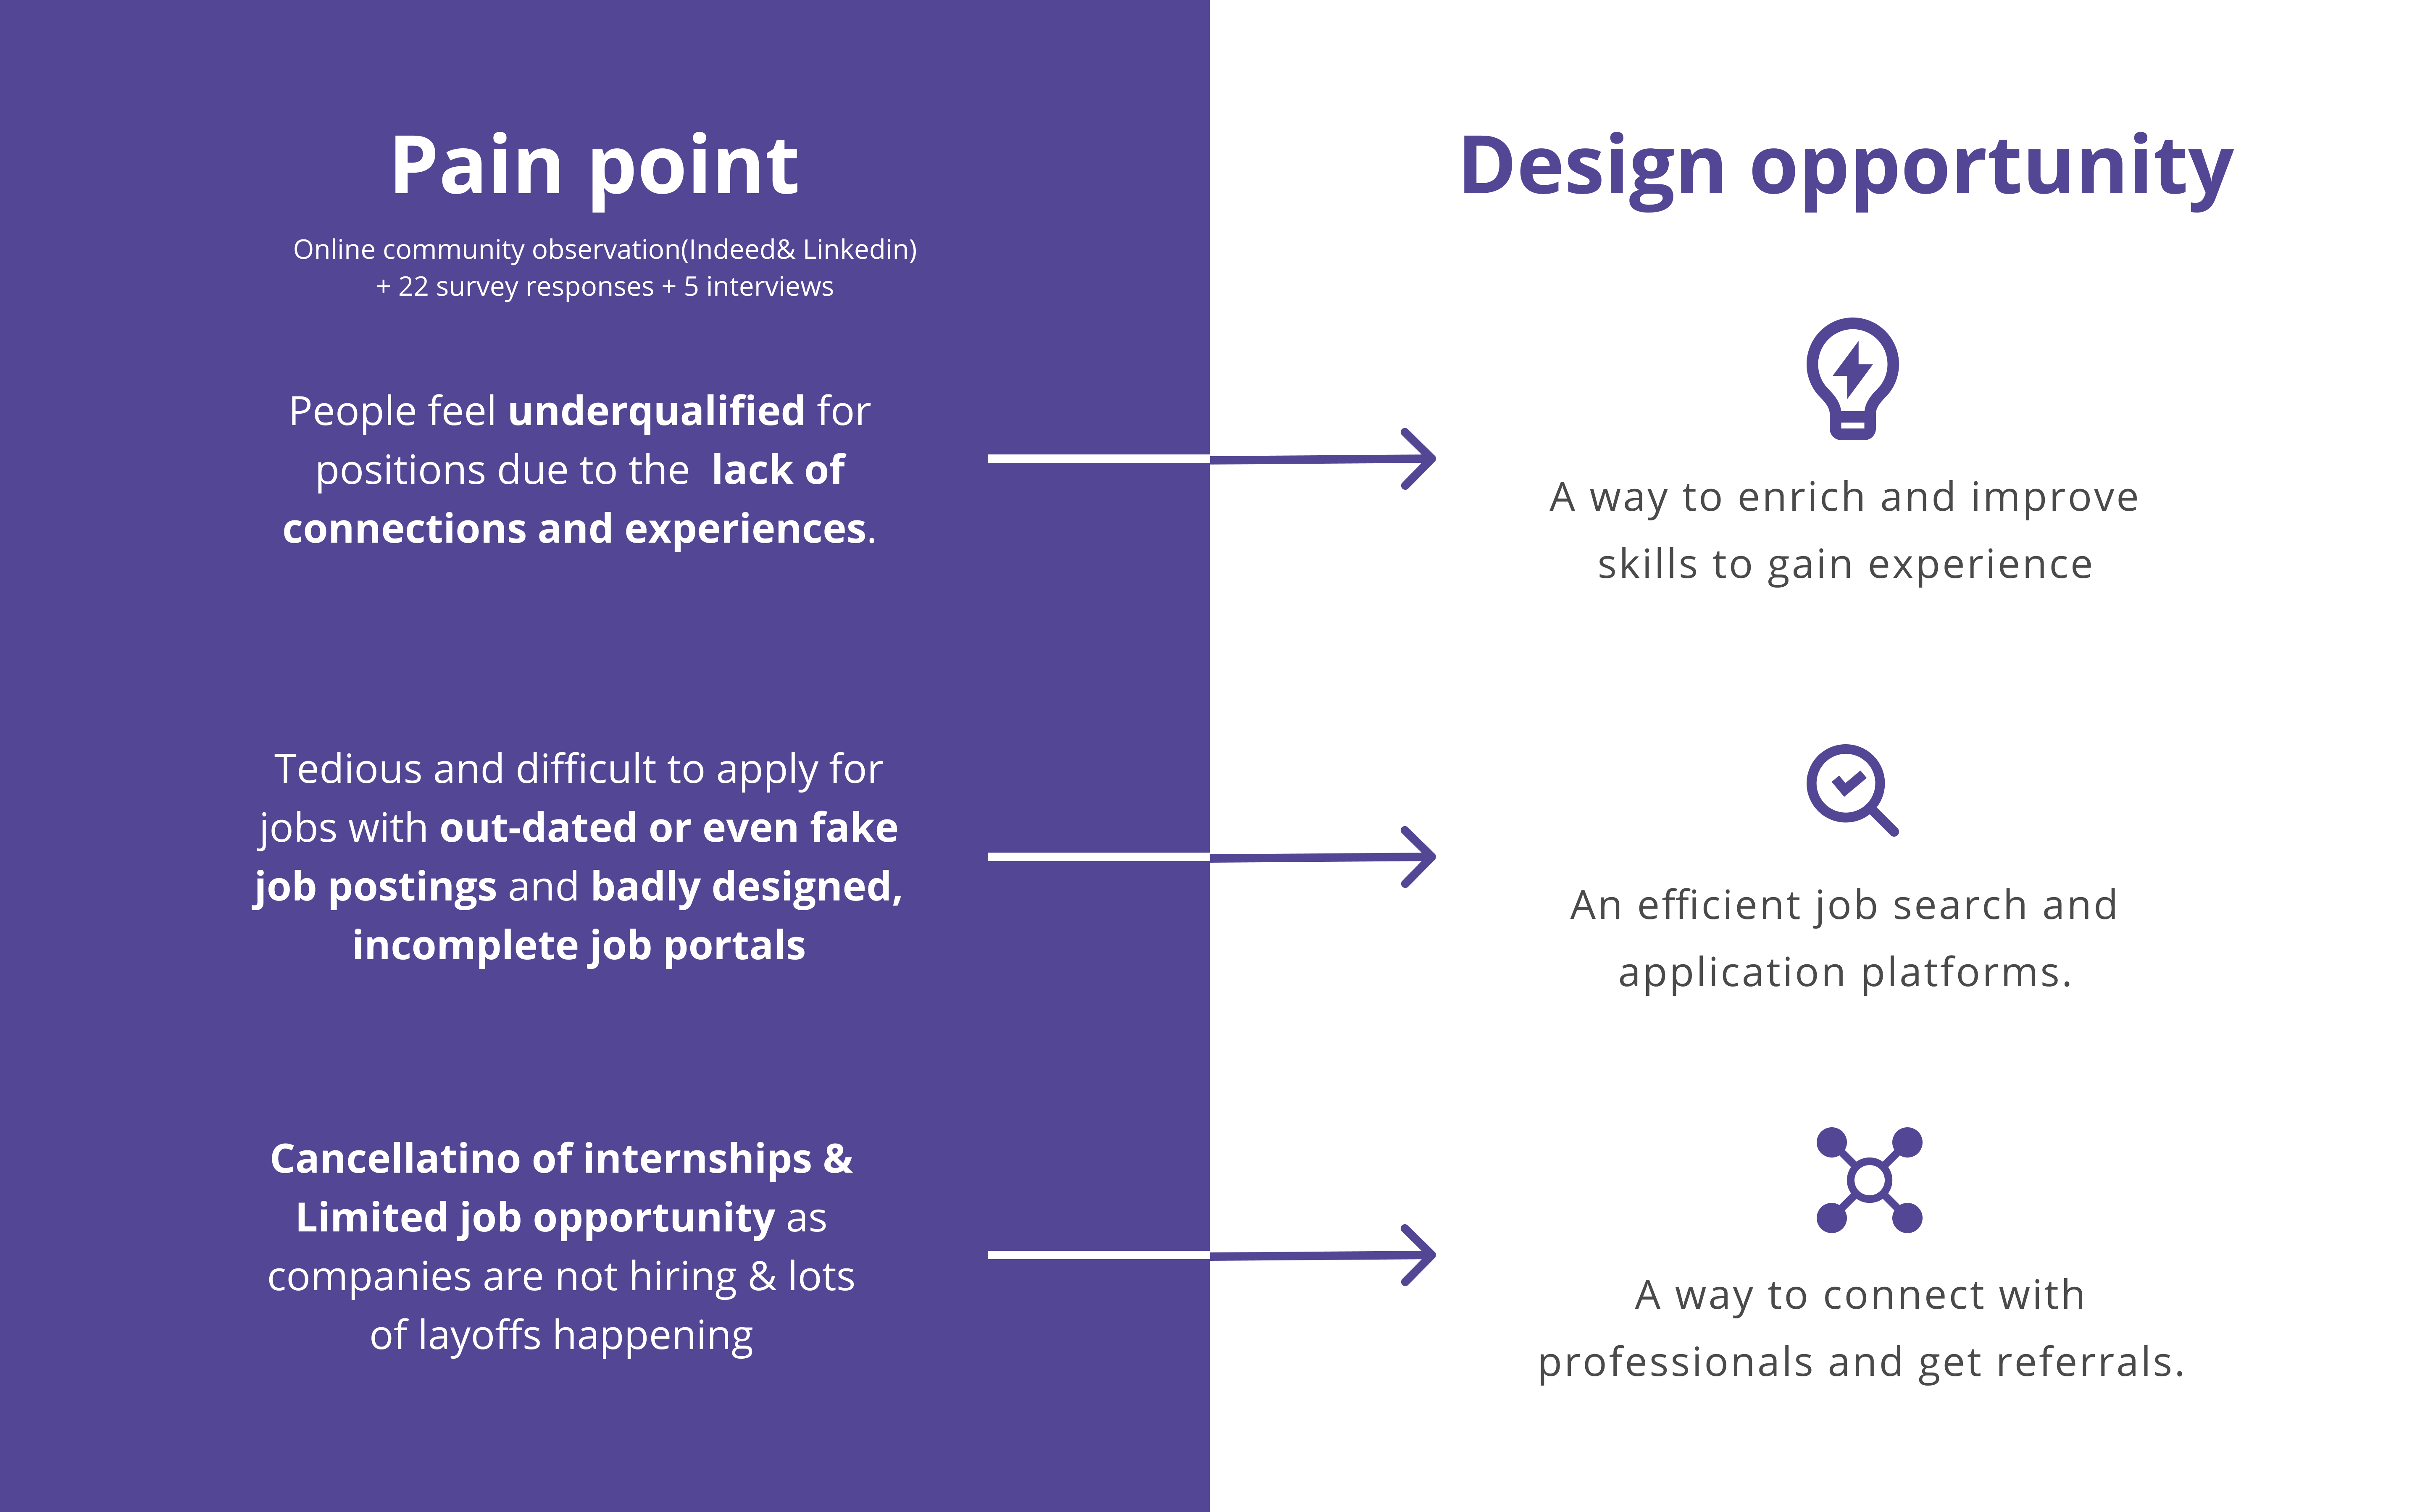 Pain point
Online community observation(Indeed& Linkedin)
+ 22 survey responses + 5 interviews
People feel underqualified for
positions due to the  lack of
connections and experiences.
Tedious and difficult to apply for
jobs with out-dated or even fake
job postings and badly designed,
incomplete job portals
Cancellatino of internships &
Limited job opportunity as
companies are not hiring & lots
of layoffs happening
Design opportunity
A way to enrich and improve
skills to gain experience
An efficient job search and
application platforms.
A way to connect with
professionals and get referrals.